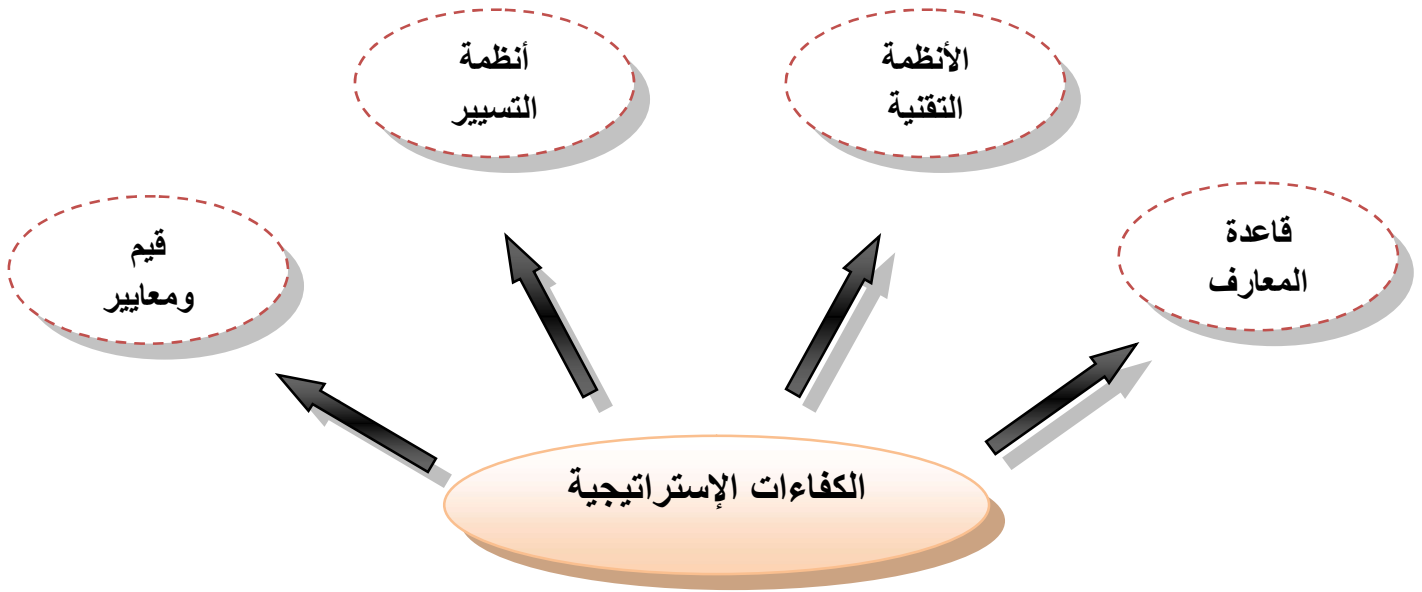 الأنظمة
التقنية
أنظمة
التسيير
قاعدة
المعارف
قيم
ومعايير
الكفاءات الإستراتيجية